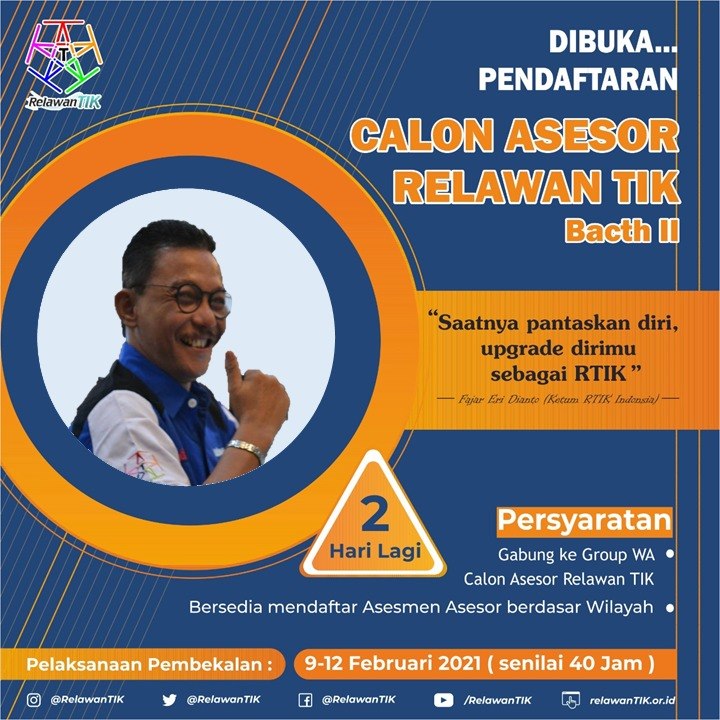 RelawanTIK
DIBUKA...
PENDAFTARAN
CALON ASESOR
RELAWAN TIK
Bacth II
“Saatnya pantaskan diri,
upgrade dirimu
sebagai RTIK”
Fajar Eri Dianto (Ketum RTIK Indonsia)
2
Hari Lagi
Persyaratan
Gabung ke Group WA
Calon Asesor Relawan TIK
Bersedia mendaftar Asesmen Asesor berdasar Wilayah
Pelaksanaan Pembekalan : 9-12 Februari 2021 ( senilai 40 Jam )
@RelawanTIK @RelawanTIK @RelawanTIK /RelawanTIK relawanTIK.or.id